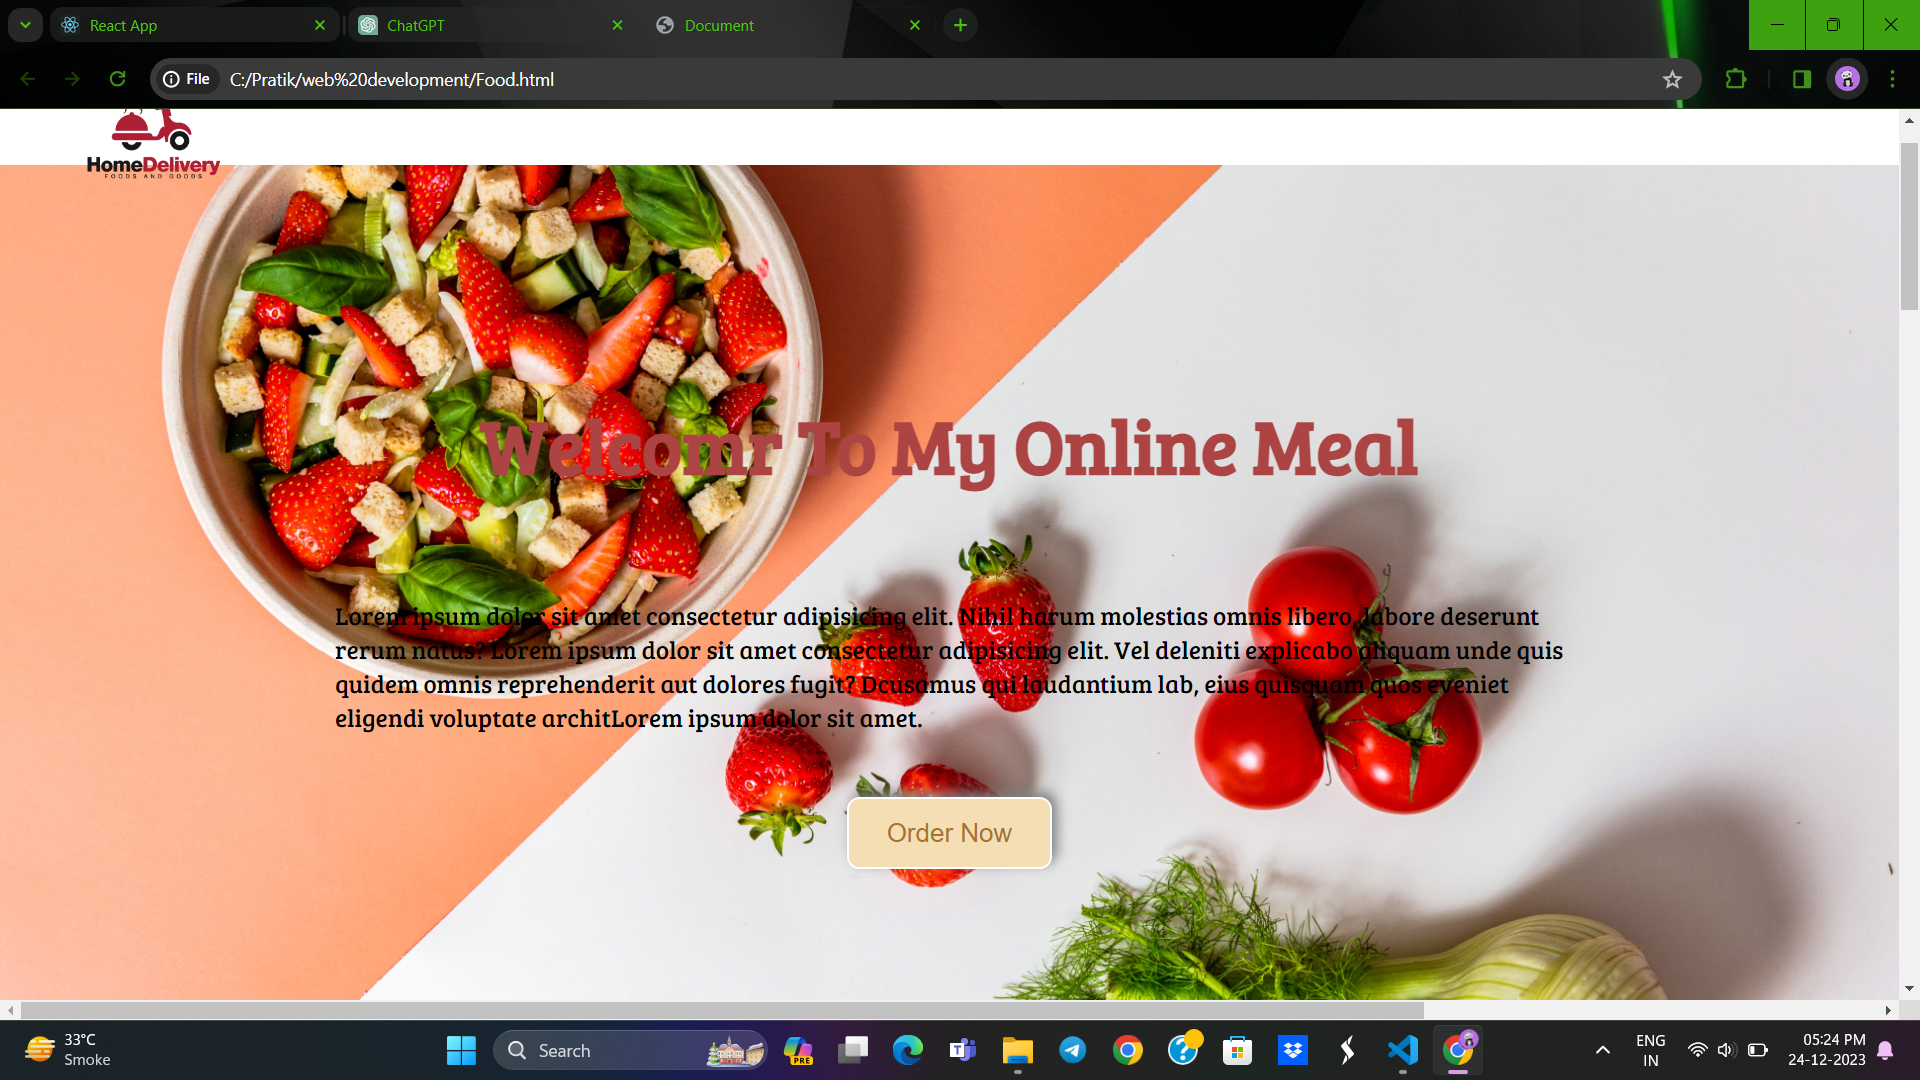 React App
ChatGPT
Document
File
C:/Pratik/web%20development/Food.html
HomeDelivery
FOODS AND GOODS
Welcomr To My Online Meal
Lorem ipsum dolor sit amet consectetur adipisicing elit. Nihil harum molestias omnis libero, labore deserunt
rerum natus? Lorem ipsum dolor sit amet consectetur adipisicing elit. Vel deleniti explicabo aliquam unde quis
quidem omnis reprehenderit aut dolores fugit? Dcusamus qui laudantium lab, eius quisquam quos eveniet
eligendi voluptate architLorem ipsum dolor sit amet.
Order Now
33°C
Smoke
Search
PRE
ENG
IN
05:24 PM
24-12-2023